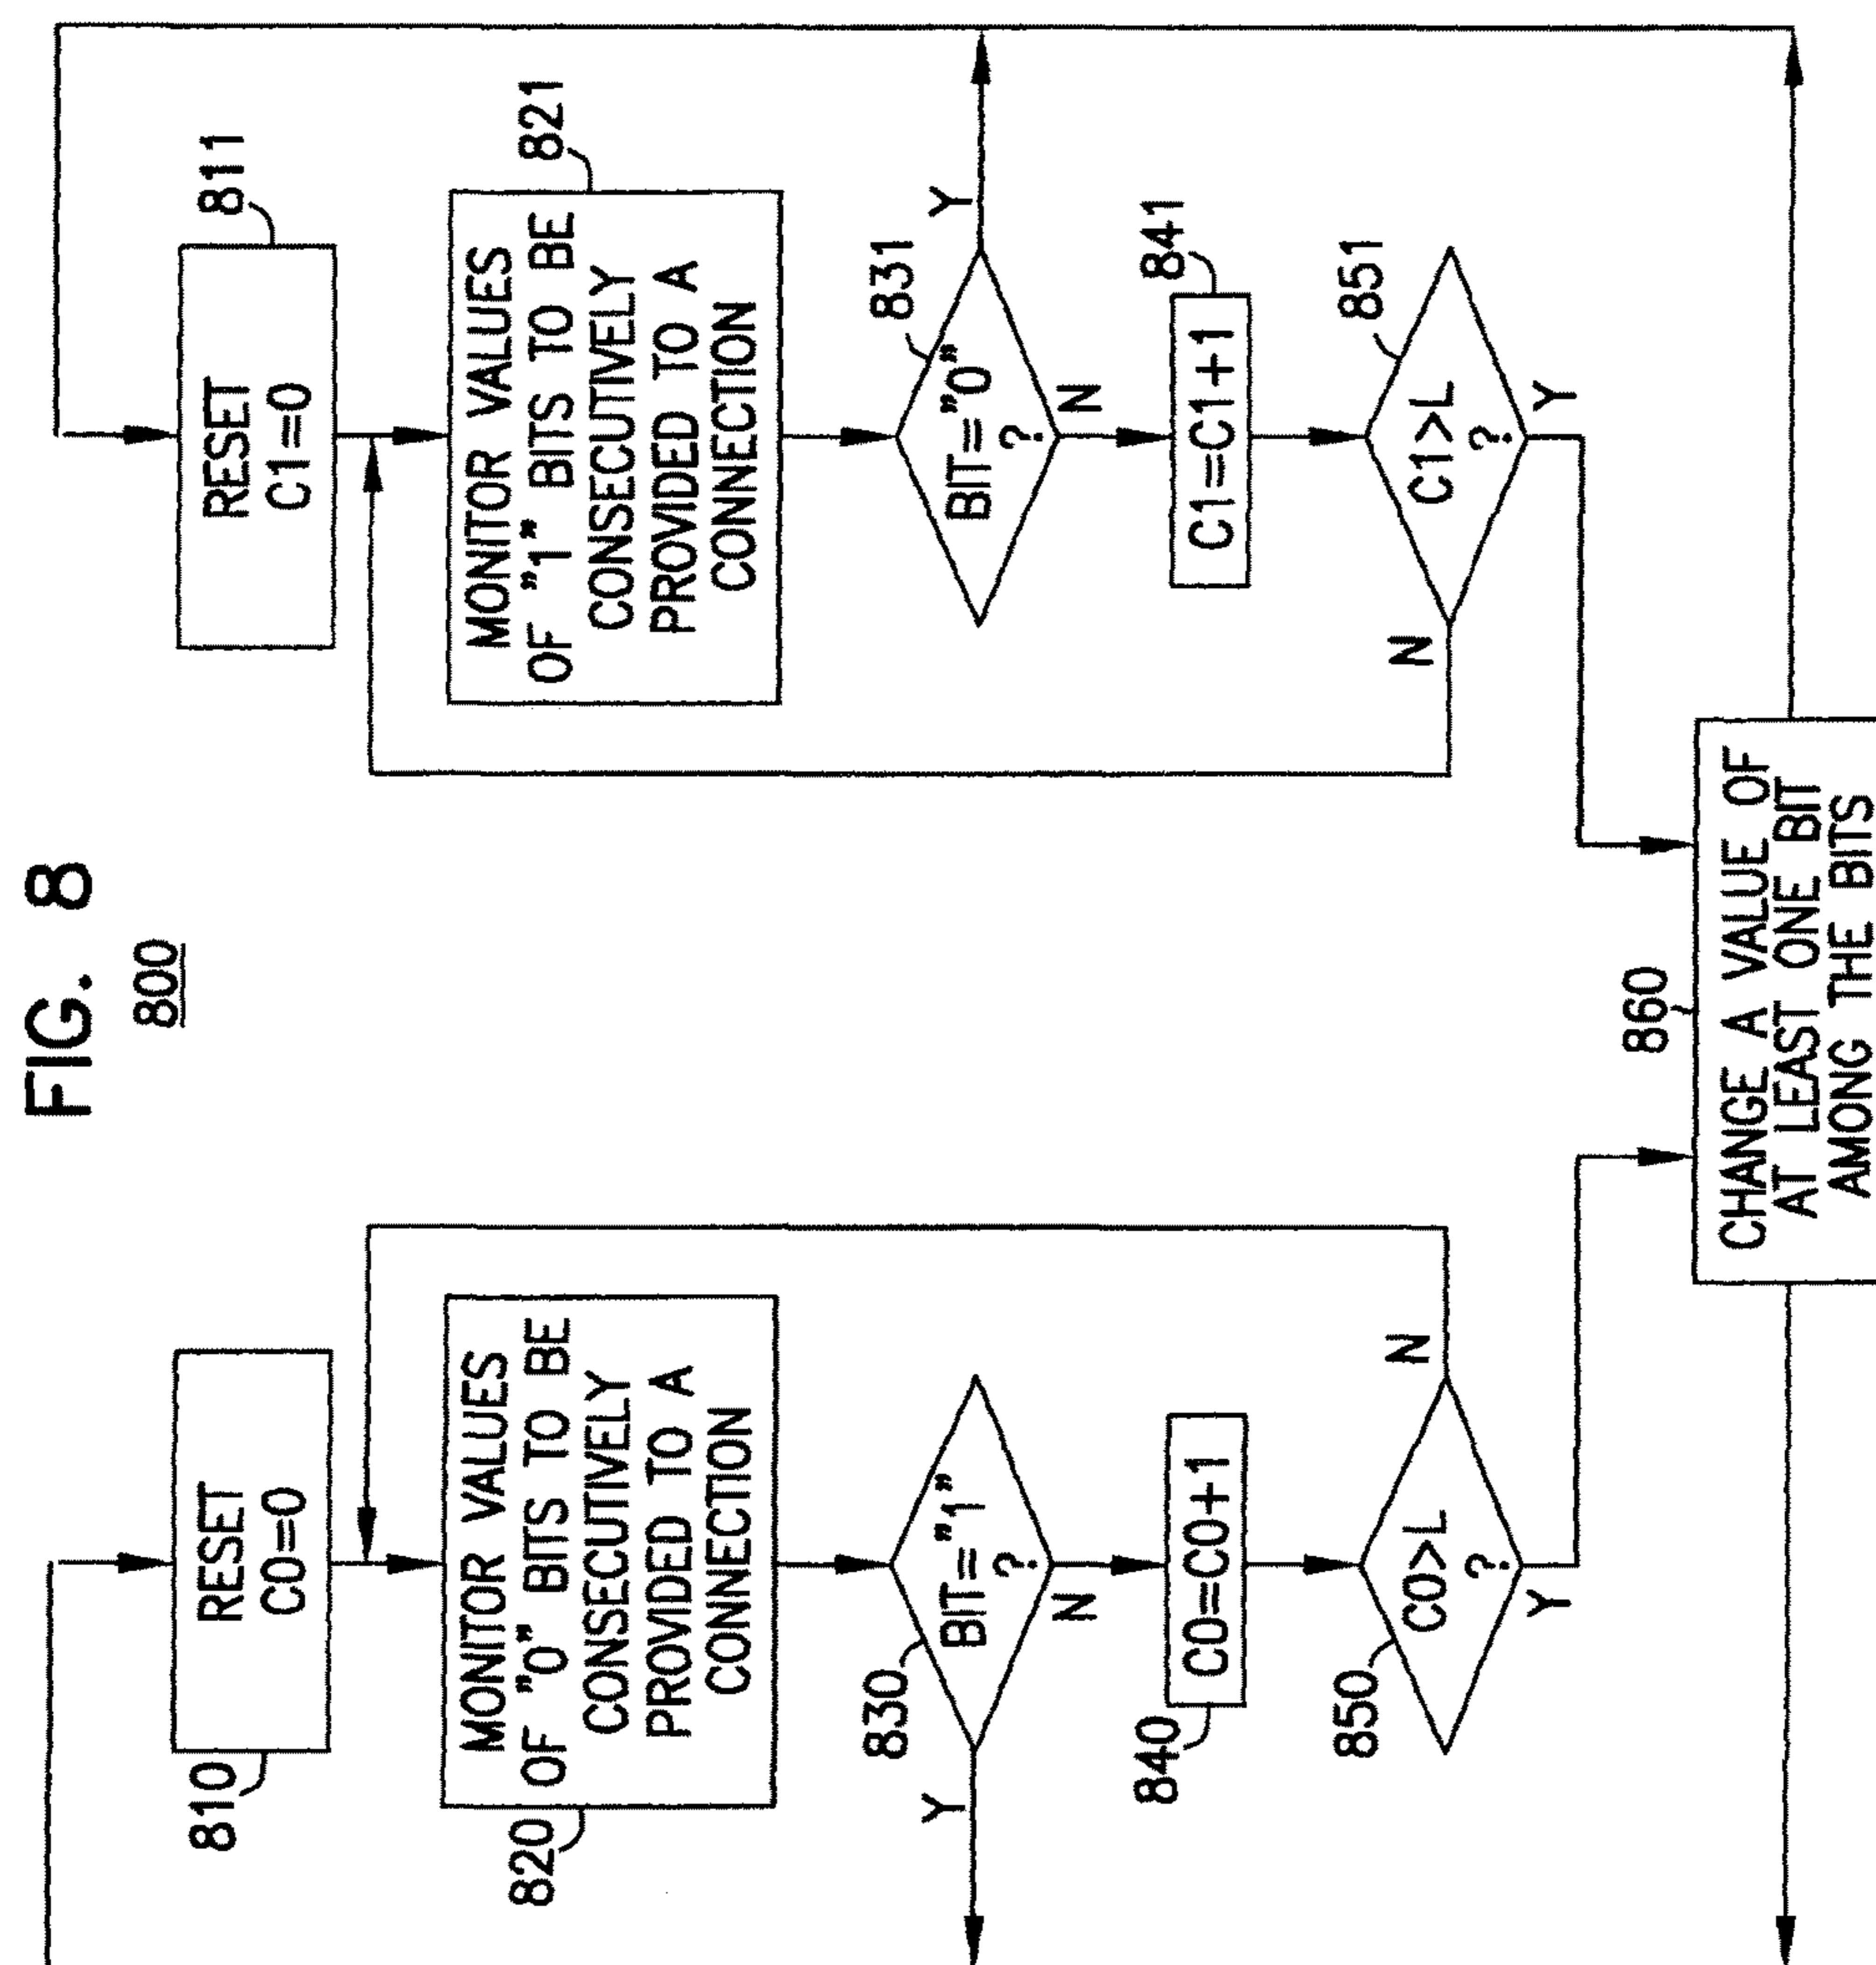 FIG. 8
800
810
RESET
C0=0
811
RESET
C1=0
820
MONITOR VALUES
OF "0" BITS TO BE
CONSECUTIVELY
PROVIDED TO A
CONNECTION
821
MONITOR VALUES
OF "1" BITS TO BE
CONSECUTIVELY
PROVIDED TO A
CONNECTION
830
BIT="1"
?
Y
N
831
BIT="0"
?
Y
N
840
C0=C0+1
841
C1=C1+1
850
C0>L
?
N
Y
851
C1>L
?
N
Y
860
CHANGE A VALUE OF
AT LEAST ONE BIT
AMONG THE BITS